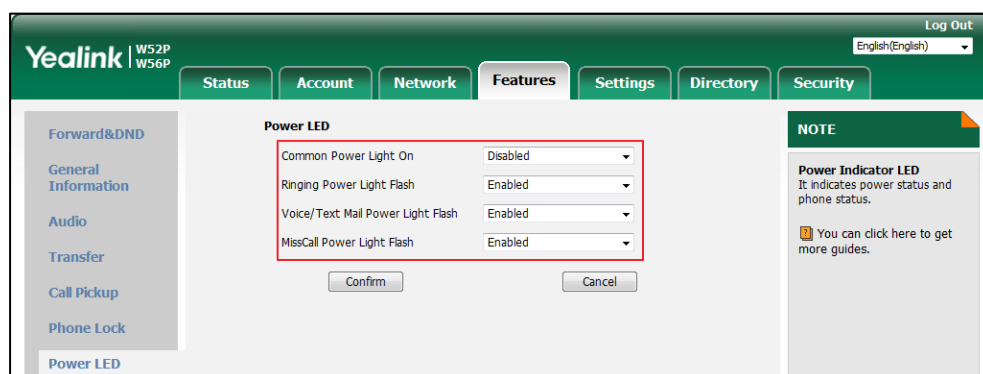 Log Out
Yealink W52P
W56P
English(English)
Status Account Network Features Settings Directory Security
Forward&DND
General
Information
Audio
Transfer
Call Pickup
Phone Lock
Power LED
Power LED
Common Power Light On Disabled
Ringing Power Light Flash Enabled
Voice/Text Mail Power Light Flash Enabled
MissCall Power Light Flash Enabled
Confirm Cancel
NOTE
Power Indicator LED
It indicates power status and
phone status.
You can click here to get
more guides.